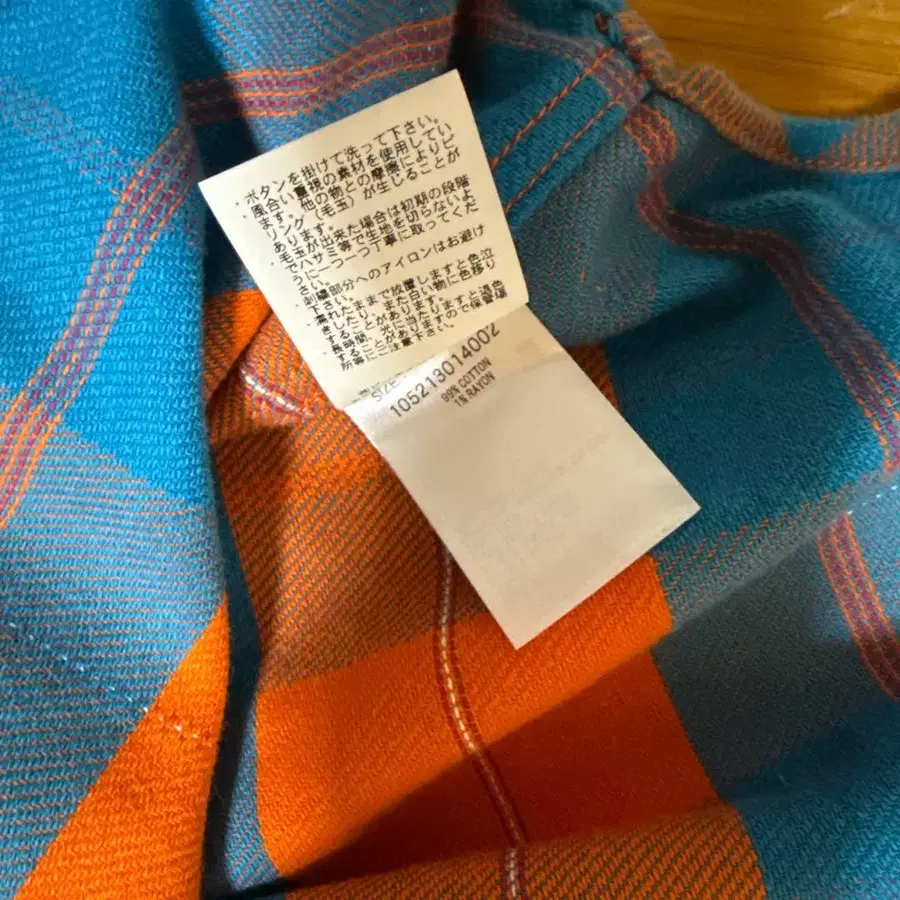 ・ボタンを掛けて洗って下さい。
・風合い重視の素材を使用してい
ます。他の物との摩擦によりピ
リング（毛玉）が生じることが
あります。
毛玉が出来た場合は初期の段階
でハサミ等で生地を切らないよ
うに一つ一つ丁寧に取ってくだ
さい。
・刺繍部分へのアイロンはお避け
下さい。
・濡れたままで放置しますと色泣
きしたり、また白い物に色移り
する事があります。
長時間、光に当たりますと退色
することがありますので保管場
所等にご注意下さい。
SIZE
105213014002
99% COTTON
1% RAYON